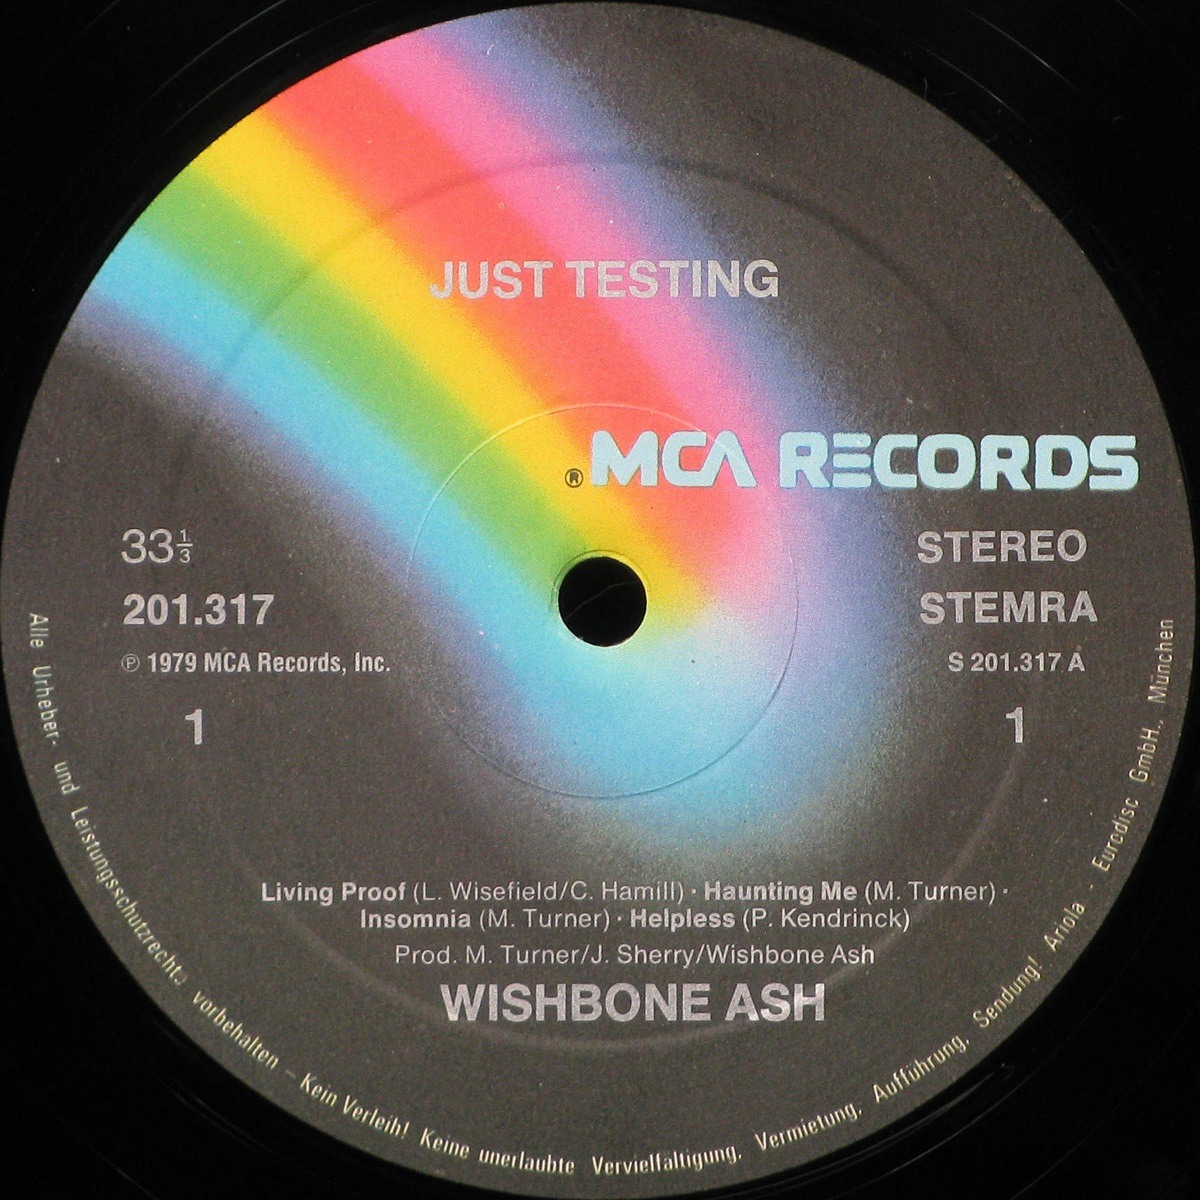 JUST TESTING
® MCA RECORDS
33⅓
STEREO
201.317
STEMRA
℗ 1979 MCA Records, Inc.
S 201.317 A
1
1
Living Proof (L. Wisefield/C. Hamill) · Haunting Me (M. Turner) ·
Insomnia (M. Turner) · Helpless (P. Kendrinck)
Prod. M. Turner/J. Sherry/Wishbone Ash
WISHBONE ASH
Alle Urheber- und Leistungsschutzrechte vorbehalten – Kein Verleih! Keine unerlaubte Vervielfältigung, Vermietung, Aufführung, Sendung! Ariola - Eurodisc GmbH., München